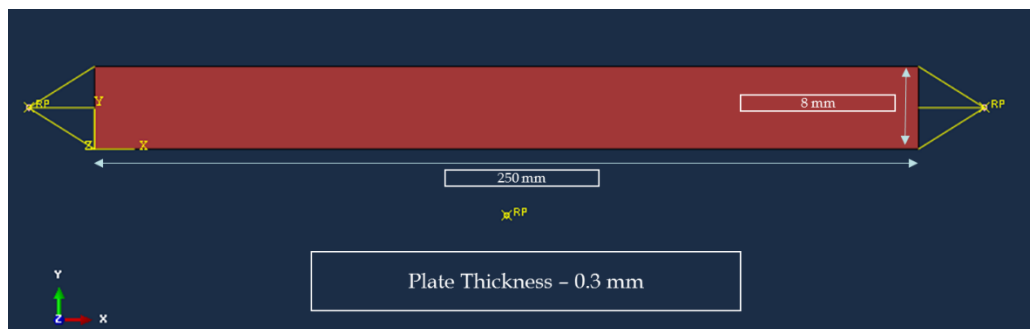 RP
Y
8 mm
RP
Z
X
250 mm
RP
Y
Plate Thickness – 0.3 mm
Z
X